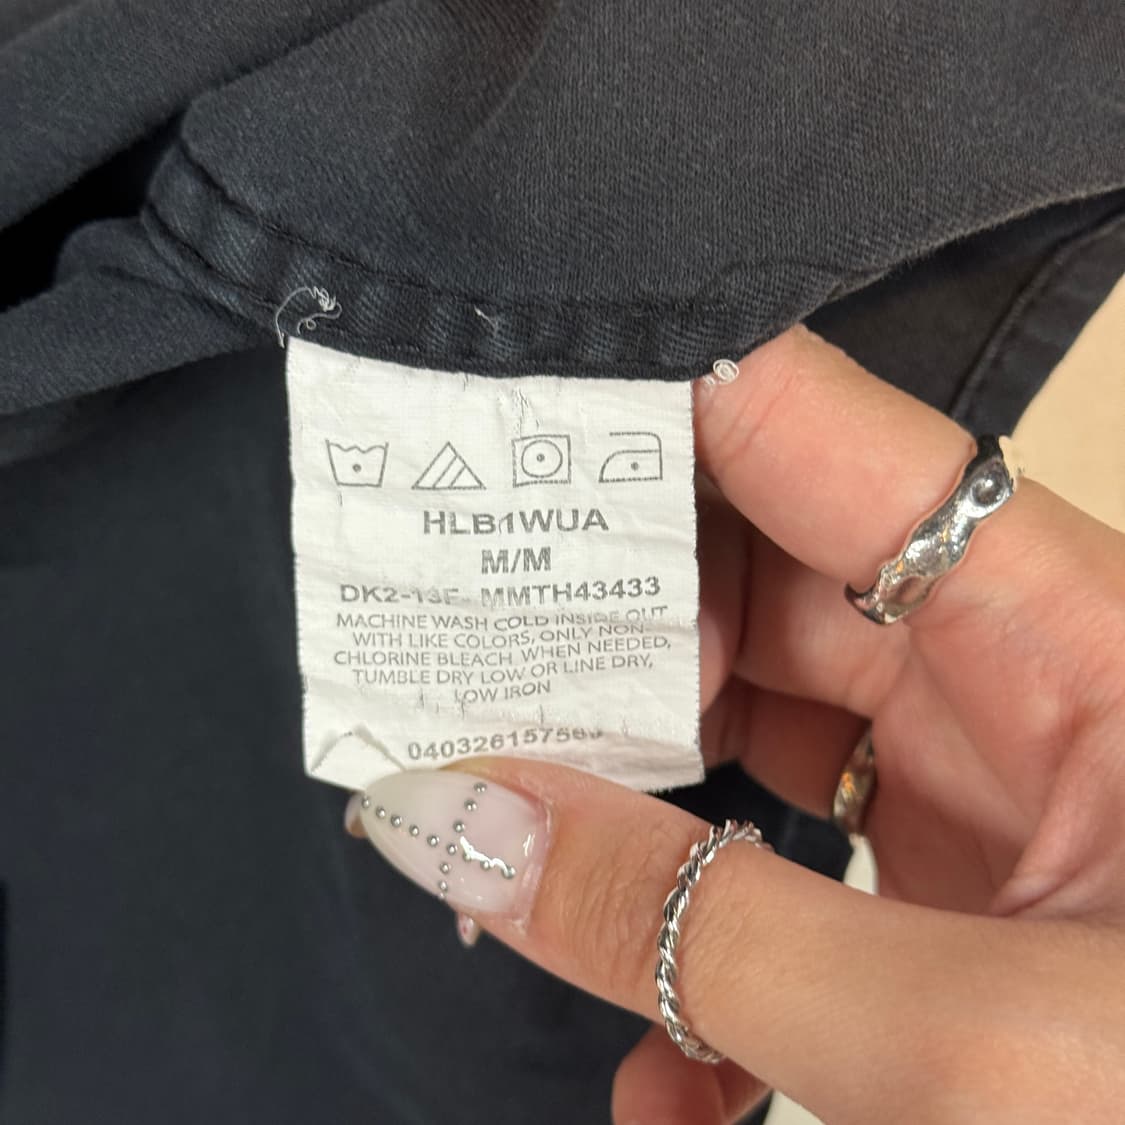 HLB1WUA
M/M
DK2-13F MMTH43433
MACHINE WASH COLD INSIDE OUT
WITH LIKE COLORS, ONLY NON-
CHLORINE BLEACH WHEN NEEDED,
TUMBLE DRY LOW OR LINE DRY,
LOW IRON